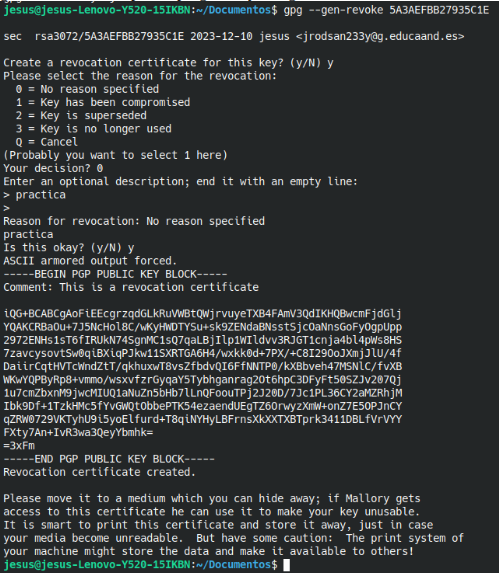 jesus@jesus-Lenovo-Y520-15IKBN:~/Documentos$ gpg --gen-revoke 5A3AEFBB27935C1E
sec  rsa3072/5A3AEFBB27935C1E 2023-12-10 jesus <jrodsan233y@g.educaand.es>
Create a revocation certificate for this key? (y/N) y
Please select the reason for the revocation:
  0 = No reason specified
  1 = Key has been compromised
  2 = Key is superseded
  3 = Key is no longer used
  Q = Cancel
(Probably you want to select 1 here)
Your decision? 0
Enter an optional description; end it with an empty line:
> practica
>
Reason for revocation: No reason specified
practica
Is this okay? (y/N) y
ASCII armored output forced.
-----BEGIN PGP PUBLIC KEY BLOCK-----
Comment: This is a revocation certificate
iQG+BCABCgAoFiEEcgrzqdGLkRuVWBtQWjrvuyeTXB4FAmV3QdIKHQBwcmFjdGlj
YQAKCRBaOu+7J5NcHol8C/wKyHWDTYSu+sk9ZENdaBNsstSjcOaNnsGoFyOgpUpp
2972ENHs1sT6fIRUkN74SgnMC1sQ7qaLBjIlp1WIldvv3RJGT1cnja4bl4pWs8HS
7zavcysovtSw0qiBXiqPJkw11SXRTGA6H4/wxkk0d+7PX/+C8I29OoJXmjJlU/4f
DaiirCqtHVTcWndZtT/qkhuxwT8vsZfbdvQI6FfNNTP0/kXBbveh47MSNlC/fvXB
WKwYQPByRp8+vmmo/wsxvfzrGyqaY5Tybhganrag2Ot6hpC3DFyFt50SZJv207Qj
1u7cmZbxnM9jwcMIUQ1aNuZn5bHb7lLnQFoouTPj2J20D/7Jc1PL36CY2aMZRhjM
Ibk9Df+1TzkHMc5fYvGWQtObbePTK54ezaendUEgTZ6OrwyzXmW+onZ7E5OPJnCY
qZRW0729VKTyhU9i5yoElfurd+T8qiNYHyLBFrnsXkXXTXBTprk3411DBLfVrVYY
FXty7An+IvR3wa3QeyYbmhk=
=3xFm
-----END PGP PUBLIC KEY BLOCK-----
Revocation certificate created.
Please move it to a medium which you can hide away; if Mallory gets
access to this certificate he can use it to make your key unusable.
It is smart to print this certificate and store it away, just in case
your media become unreadable.  But have some caution:  The print system of
your machine might store the data and make it available to others!
jesus@jesus-Lenovo-Y520-15IKBN:~/Documentos$